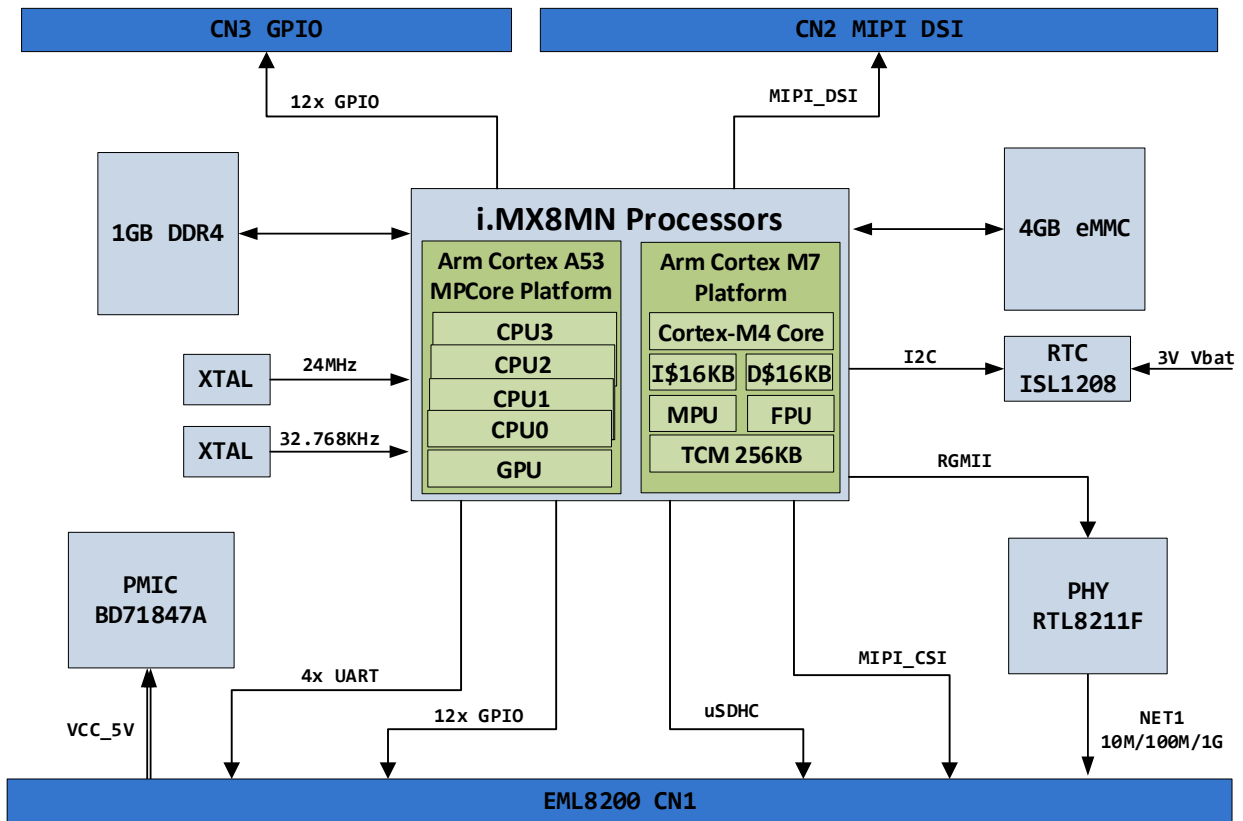 CN3 GPIO
CN2 MIPI DSI
12x GPIO
MIPI_DSI
1GB DDR4
i.MX8MN Processors
4GB eMMC
Arm Cortex A53
MPCore Platform
CPU3
CPU2
CPU1
CPU0
GPU
Arm Cortex M7
Platform
Cortex-M4 Core
I$16KB
D$16KB
MPU
FPU
TCM 256KB
XTAL
24MHz
XTAL
32.768KHz
I2C
RTC
ISL1208
3V Vbat
RGMII
PMIC
BD71847A
PHY
RTL8211F
VCC_5V
4x UART
12x GPIO
uSDHC
MIPI_CSI
NET1
10M/100M/1G
EML8200 CN1